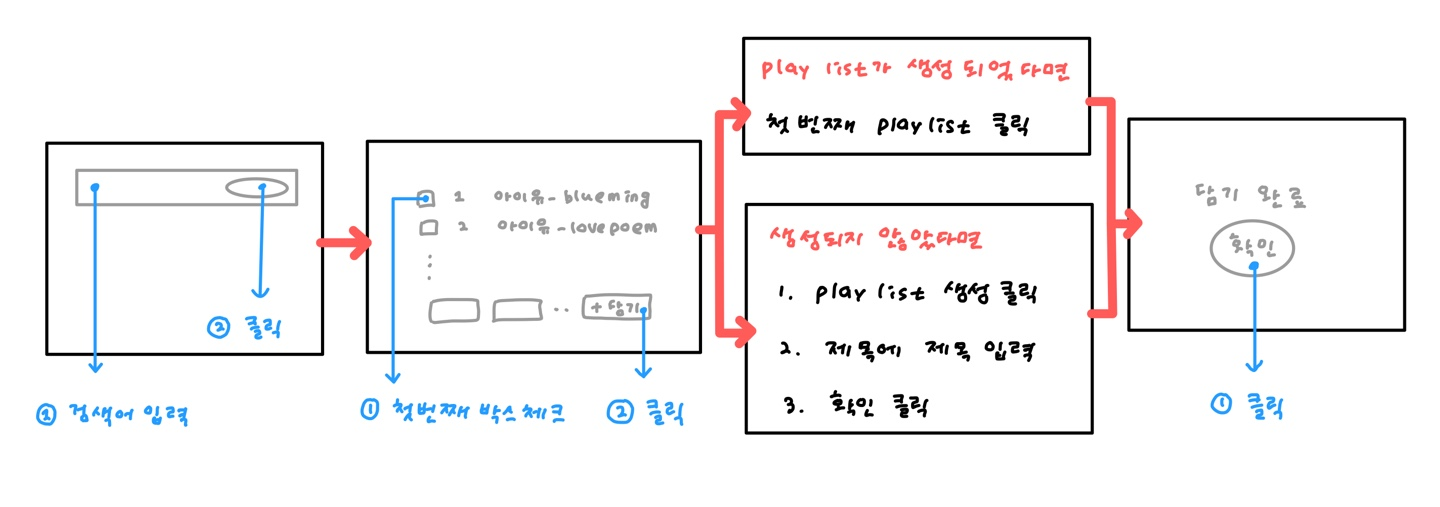 ② 클릭
① 검색어 입력
1 아이유-blueming
2 아이유-lovepoem
+ 담기
① 첫번째 박스체크
② 클릭
play list가 생성 되었다면
첫 번째 playlist 클릭
생성되지 않았다면
1. play list 생성 클릭
2. 제목에 제목 입력
3. 확인 클릭
담기 완료
확인
① 클릭